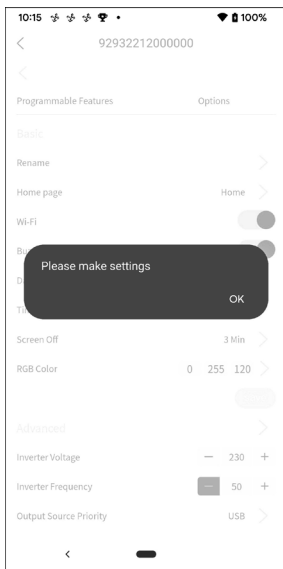 10:15 100%
92932212000000
Programmable Features Options
Basic
Rename
Home page Home
Wi-Fi
Please make settings
OK
Screen Off 3 Min
RGB Color 0 255 120
Advanced
Inverter Voltage — 230 +
Inverter Frequency — 50 +
Output Source Priority USB